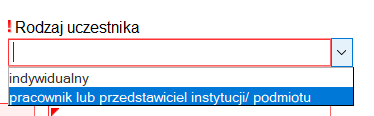 ! Rodzaj uczestnika
indywidualny
pracownik lub przedstawiciel instytucji/ podmiotu